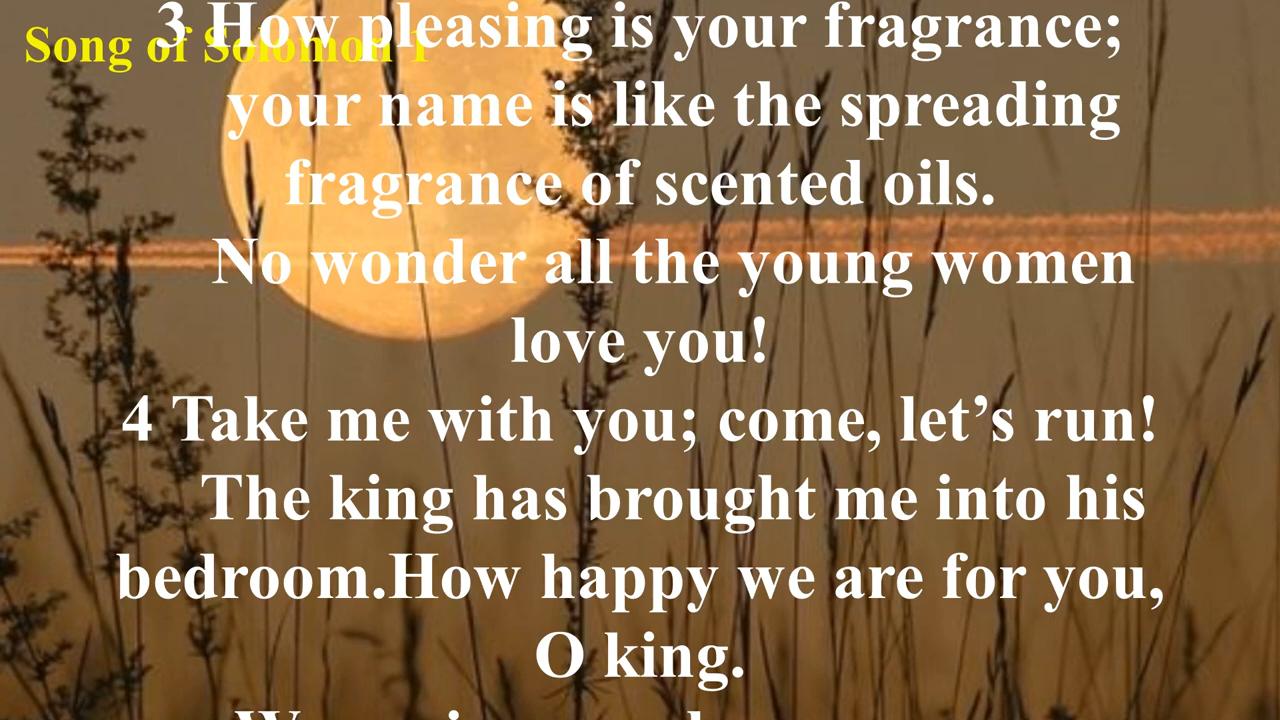 Song of Solomon 1
3 How pleasing is your fragrance;
your name is like the spreading
fragrance of scented oils.
No wonder all the young women
love you!
4 Take me with you; come, let’s run!
The king has brought me into his
bedroom.How happy we are for you,
O king.